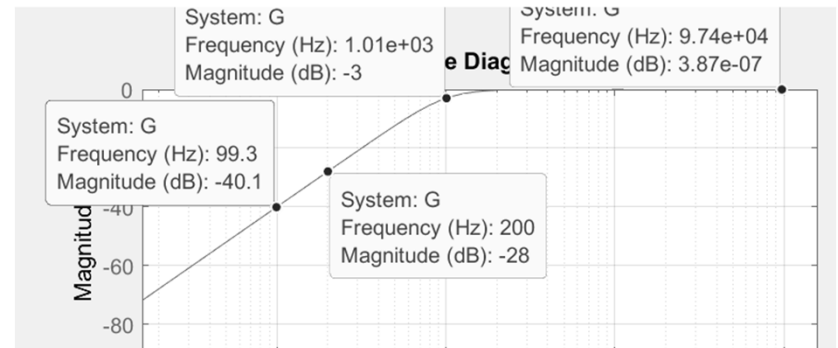 System: G
Frequency (Hz): 1.01e+03
Magnitude (dB): -3
System: G
Frequency (Hz): 9.74e+04
Magnitude (dB): 3.87e-07
e Diag
0
System: G
Frequency (Hz): 99.3
Magnitude (dB): -40.1
System: G
Frequency (Hz): 200
Magnitude (dB): -28
-40
-60
-80
Magnitud